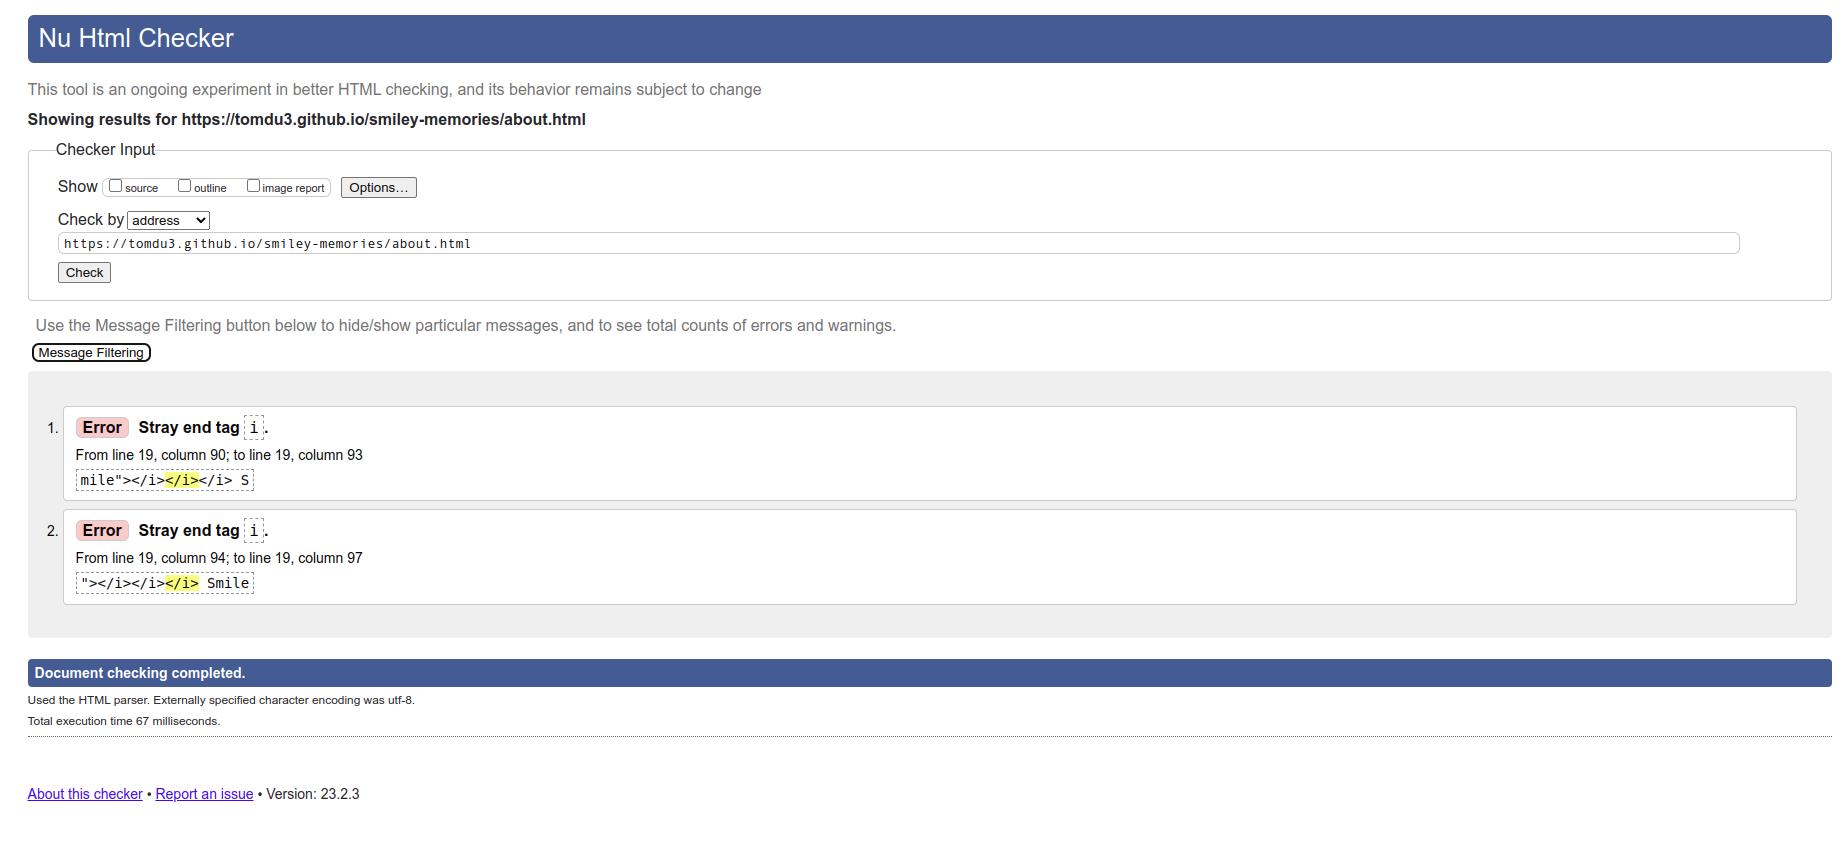 Nu Html Checker
This tool is an ongoing experiment in better HTML checking, and its behavior remains subject to change
Showing results for https://tomdu3.github.io/smiley-memories/about.html
Checker Input
Show source outline image report Options...
Check by address
https://tomdu3.github.io/smiley-memories/about.html
Check
Use the Message Filtering button below to hide/show particular messages, and to see total counts of errors and warnings.
Message Filtering
1. Error Stray end tag i.
From line 19, column 90; to line 19, column 93
mile"></i></i></i> S
2. Error Stray end tag i.
From line 19, column 94; to line 19, column 97
"></i></i></i> Smile
Document checking completed.
Used the HTML parser. Externally specified character encoding was utf-8.
Total execution time 67 milliseconds.
About this checker • Report an issue • Version: 23.2.3